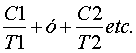 C1/T1 + ó + C2/T2 etc.